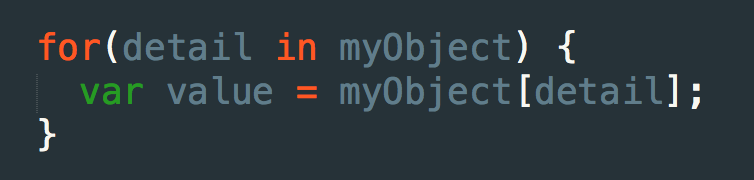 for(detail in myObject) {
  var value = myObject[detail];
}